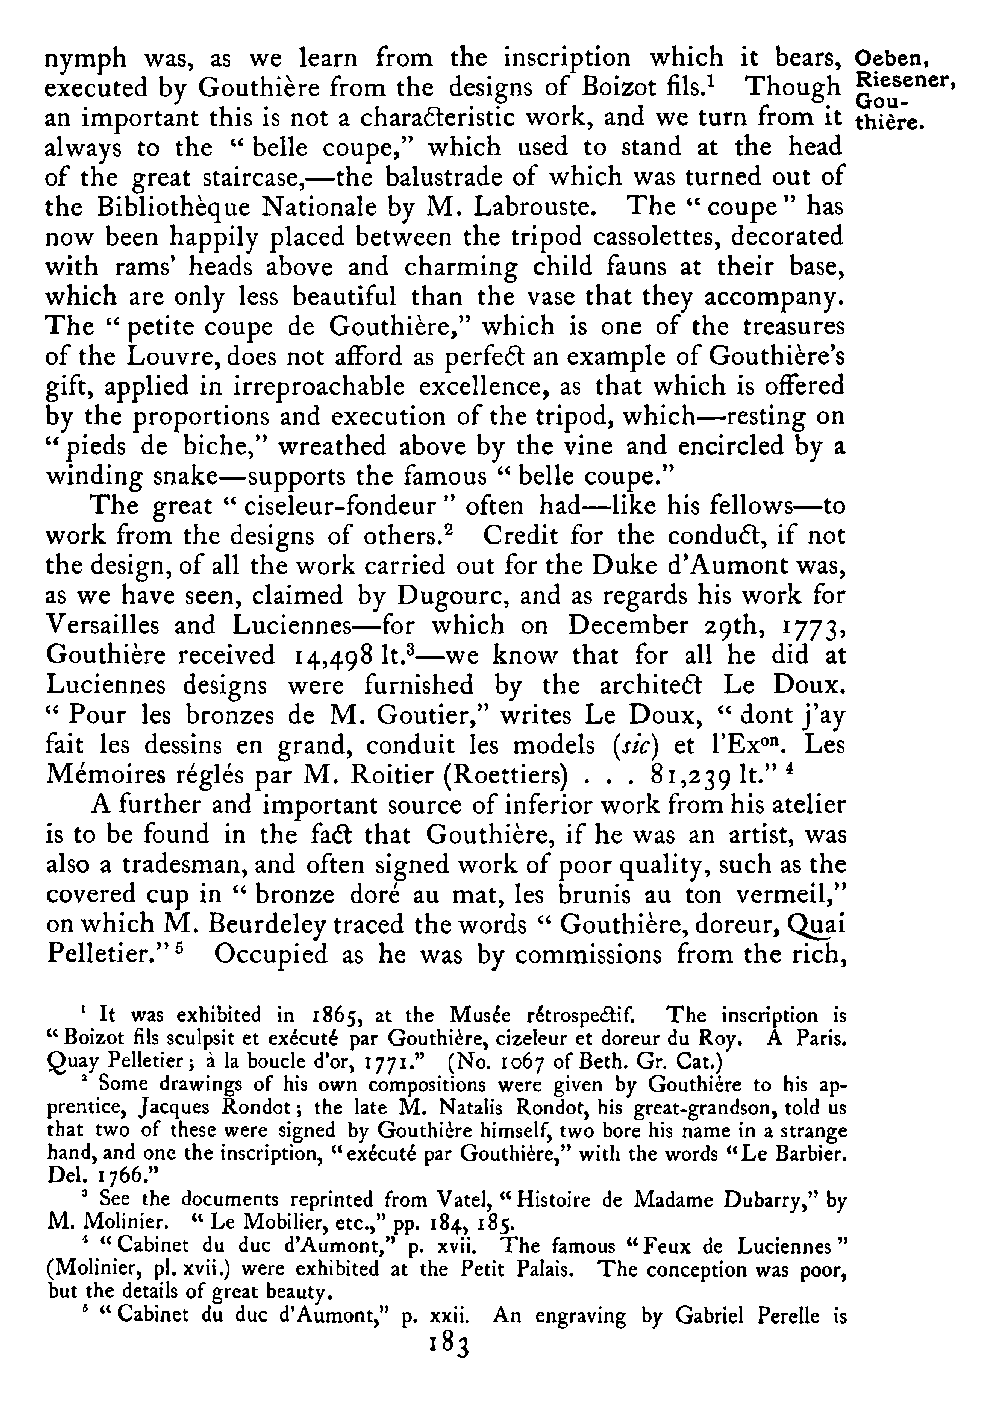 nymph was, as we learn from the inscription which it bears,
executed by Gouthière from the designs of Boizot fils.¹ Though
an important this is not a characteristic work, and we turn from it
always to the “ belle coupe,” which used to stand at the head
of the great staircase,—the balustrade of which was turned out of
the Bibliothèque Nationale by M. Labrouste. The “ coupe ” has
now been happily placed between the tripod cassolettes, decorated
with rams’ heads above and charming child fauns at their base,
which are only less beautiful than the vase that they accompany.
The “ petite coupe de Gouthière,” which is one of the treasures
of the Louvre, does not afford as perfect an example of Gouthière’s
gift, applied in irreproachable excellence, as that which is offered
by the proportions and execution of the tripod, which—resting on
“ pieds de biche,” wreathed above by the vine and encircled by a
winding snake—supports the famous “ belle coupe.”
The great “ ciseleur-fondeur ” often had—like his fellows—to
work from the designs of others.² Credit for the conduct, if not
the design, of all the work carried out for the Duke d’Aumont was,
as we have seen, claimed by Dugourc, and as regards his work for
Versailles and Luciennes—for which on December 29th, 1773,
Gouthière received 14,498 lt.³—we know that for all he did at
Luciennes designs were furnished by the architect Le Doux.
“ Pour les bronzes de M. Goutier,” writes Le Doux, “ dont j’ay
fait les dessins en grand, conduit les models (sic) et l’Exᵒⁿ. Les
Mémoires réglés par M. Roitier (Roettiers) . . . 81,239 lt.” ⁴
A further and important source of inferior work from his atelier
is to be found in the fact that Gouthière, if he was an artist, was
also a tradesman, and often signed work of poor quality, such as the
covered cup in “ bronze doré au mat, les brunis au ton vermeil,”
on which M. Beurdeley traced the words “ Gouthière, doreur, Quai
Pelletier.” ⁵ Occupied as he was by commissions from the rich,
Oeben,
Riesener,
Gou-
thière.
¹ It was exhibited in 1865, at the Musée rétrospectif. The inscription is
“ Boizot fils sculpsit et exécuté par Gouthière, cizeleur et doreur du Roy. A Paris.
Quay Pelletier ; à la boucle d’or, 1771.” (No. 1067 of Beth. Gr. Cat.)
² Some drawings of his own compositions were given by Gouthière to his ap-
prentice, Jacques Rondot ; the late M. Natalis Rondot, his great-grandson, told us
that two of these were signed by Gouthière himself, two bore his name in a strange
hand, and one the inscription, “ exécuté par Gouthière,” with the words “ Le Barbier.
Del. 1766.”
³ See the documents reprinted from Vatel, “ Histoire de Madame Dubarry,” by
M. Molinier. “ Le Mobilier, etc.,” pp. 184, 185.
⁴ “ Cabinet du duc d’Aumont,” p. xvii. The famous “ Feux de Luciennes ”
(Molinier, pl. xvii.) were exhibited at the Petit Palais. The conception was poor,
but the details of great beauty.
⁵ “ Cabinet du duc d’Aumont,” p. xxii. An engraving by Gabriel Perelle is
183